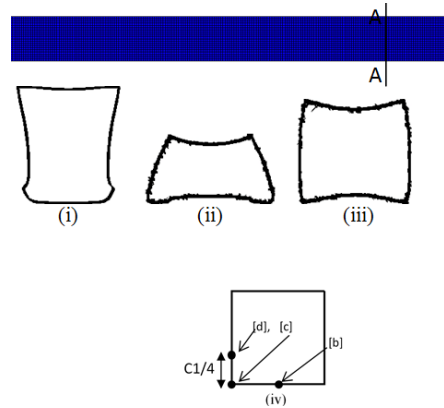 A
A
(i)
(ii)
(iii)
[d], [c]
[b]
C1/4
(iv)